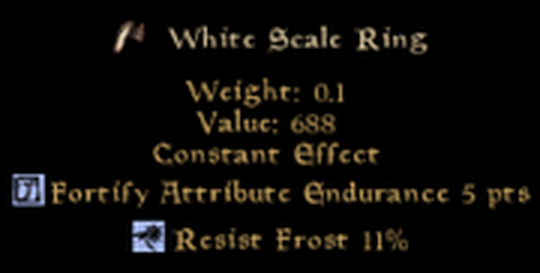 White Scale Ring
Weight: 0.1
Value: 688
Constant Effect
Fortify Attribute Endurance 5 pts
Resist Frost 11%